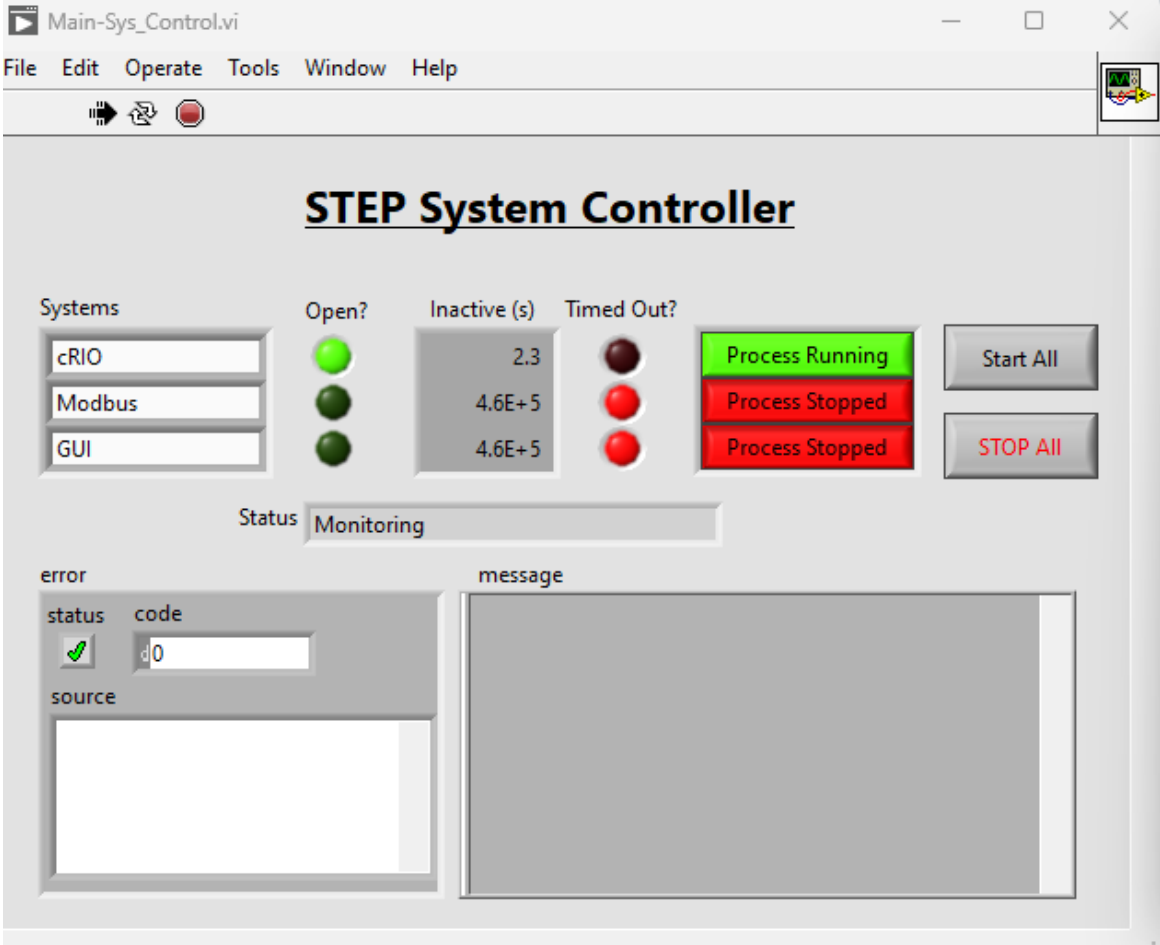 Main-Sys_Control.vi
File Edit Operate Tools Window Help
STEP System Controller
Systems Open? Inactive (s) Timed Out?
cRIO 2.3 Process Running Start All
Modbus 4.6E+5 Process Stopped
GUI 4.6E+5 Process Stopped STOP All
Status Monitoring
error message
status code
d0
source